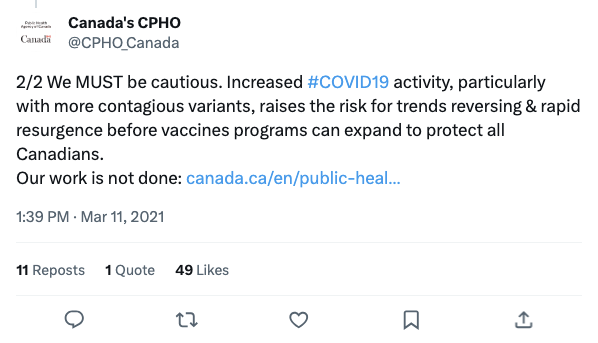 Public Health
Agency of Canada
Canada
Canada's CPHO
@CPHO_Canada
2/2 We MUST be cautious. Increased #COVID19 activity, particularly
with more contagious variants, raises the risk for trends reversing & rapid
resurgence before vaccines programs can expand to protect all
Canadians.
Our work is not done: canada.ca/en/public-heal...
1:39 PM · Mar 11, 2021
11 Reposts 1 Quote 49 Likes